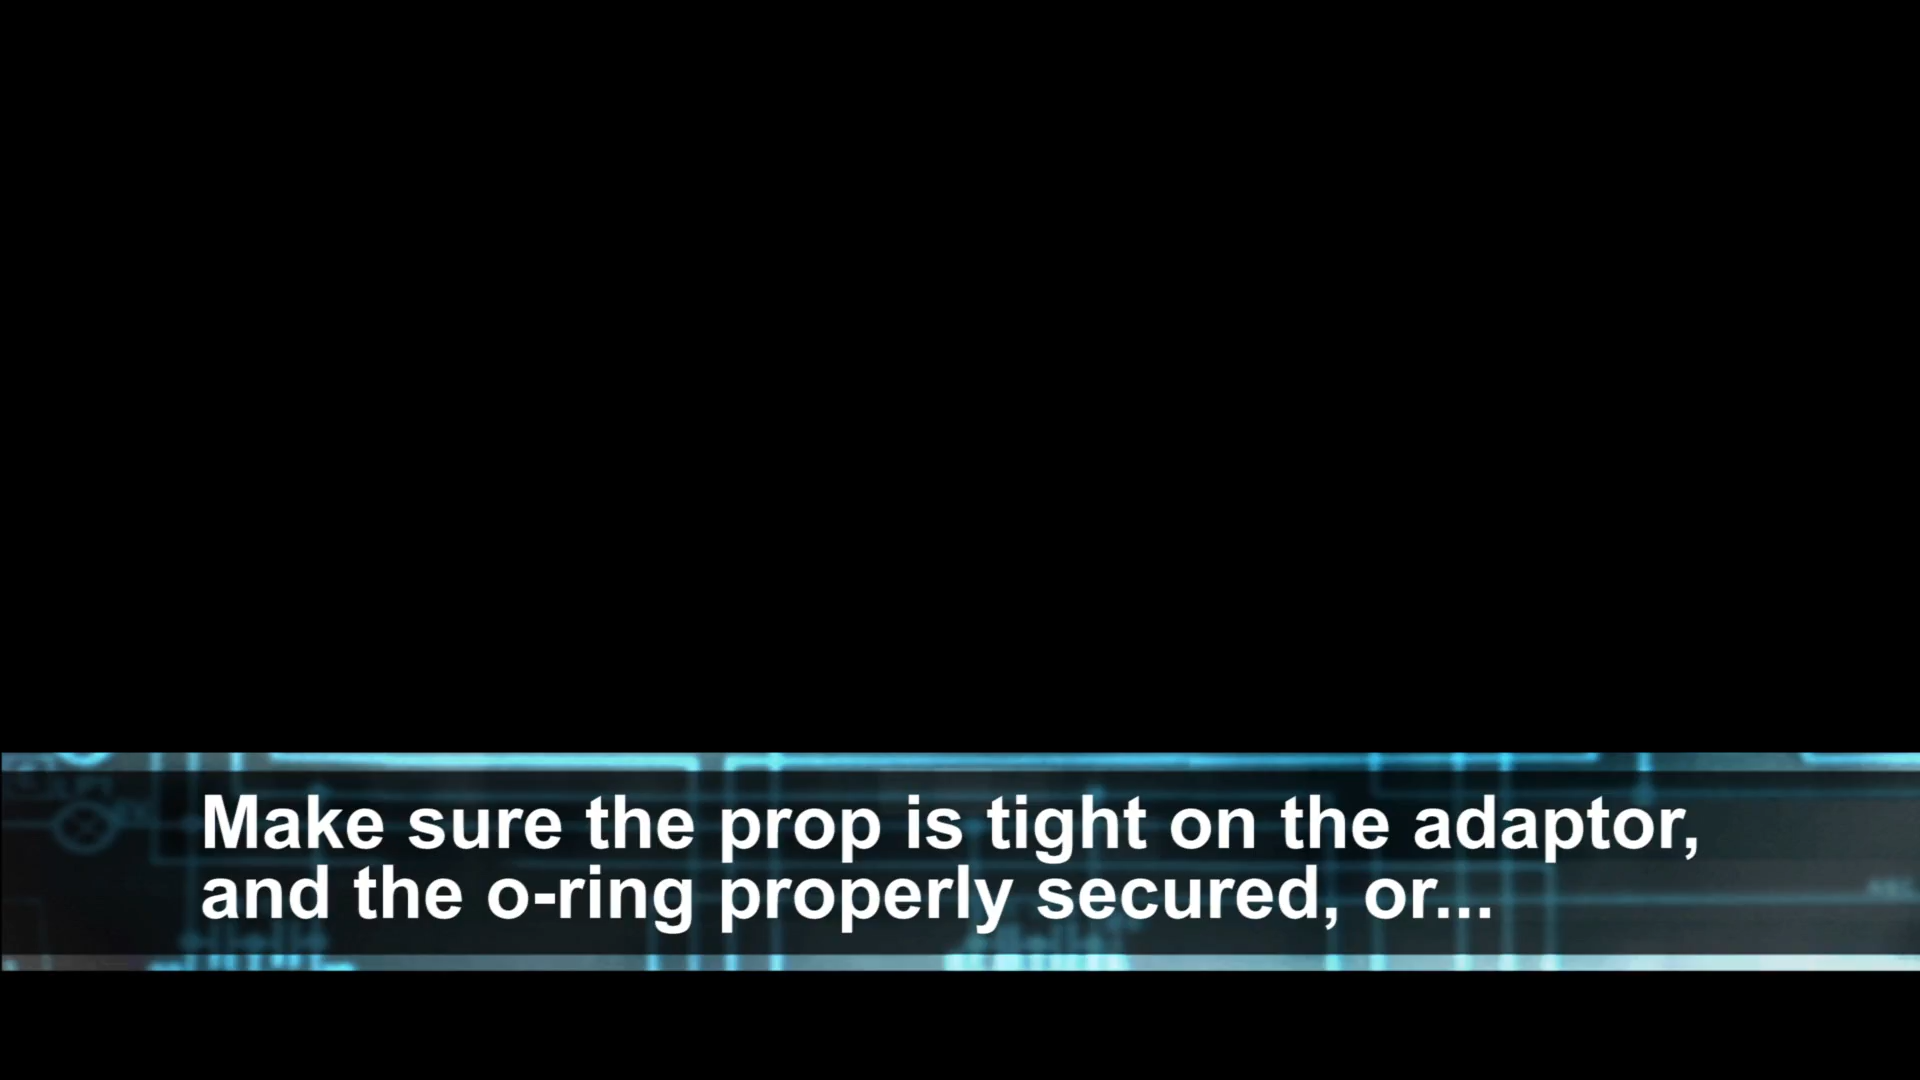 Make sure the prop is tight on the adaptor,
and the o-ring properly secured, or...